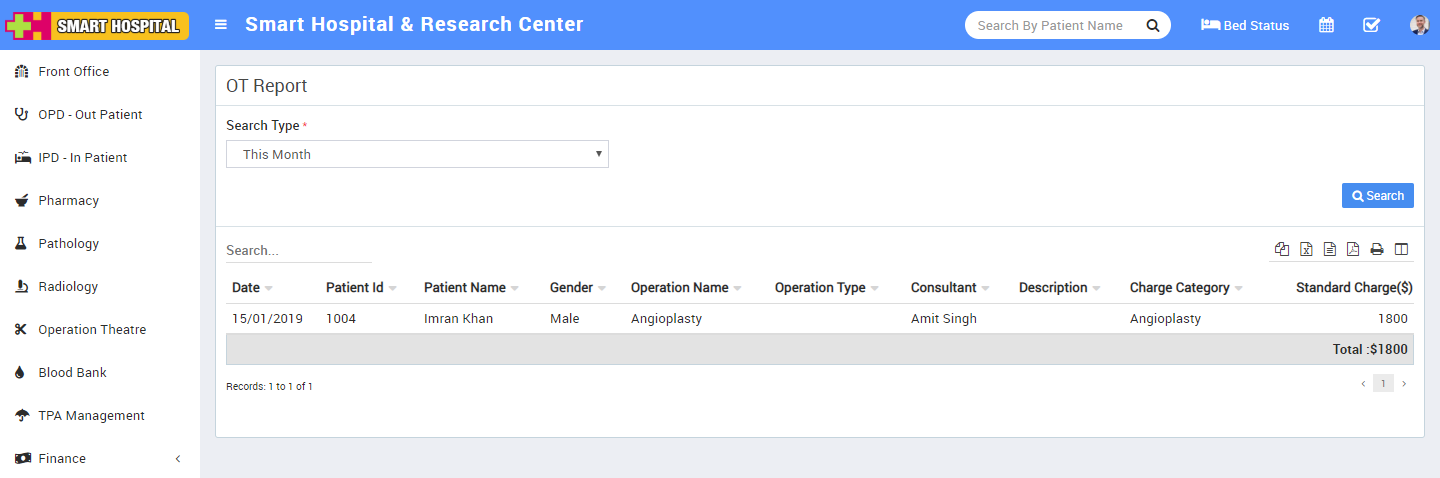 SMART HOSPITAL
Smart Hospital & Research Center
Search By Patient Name
Bed Status
Front Office
OPD - Out Patient
IPD - In Patient
Pharmacy
Pathology
Radiology
Operation Theatre
Blood Bank
TPA Management
Finance
OT Report
Search Type *
This Month
Search
Search...
Date Patient Id Patient Name Gender Operation Name Operation Type Consultant Description Charge Category Standard Charge($)
15/01/2019 1004 Imran Khan Male Angioplasty Amit Singh Angioplasty 1800
Total :$1800
Records: 1 to 1 of 1
1